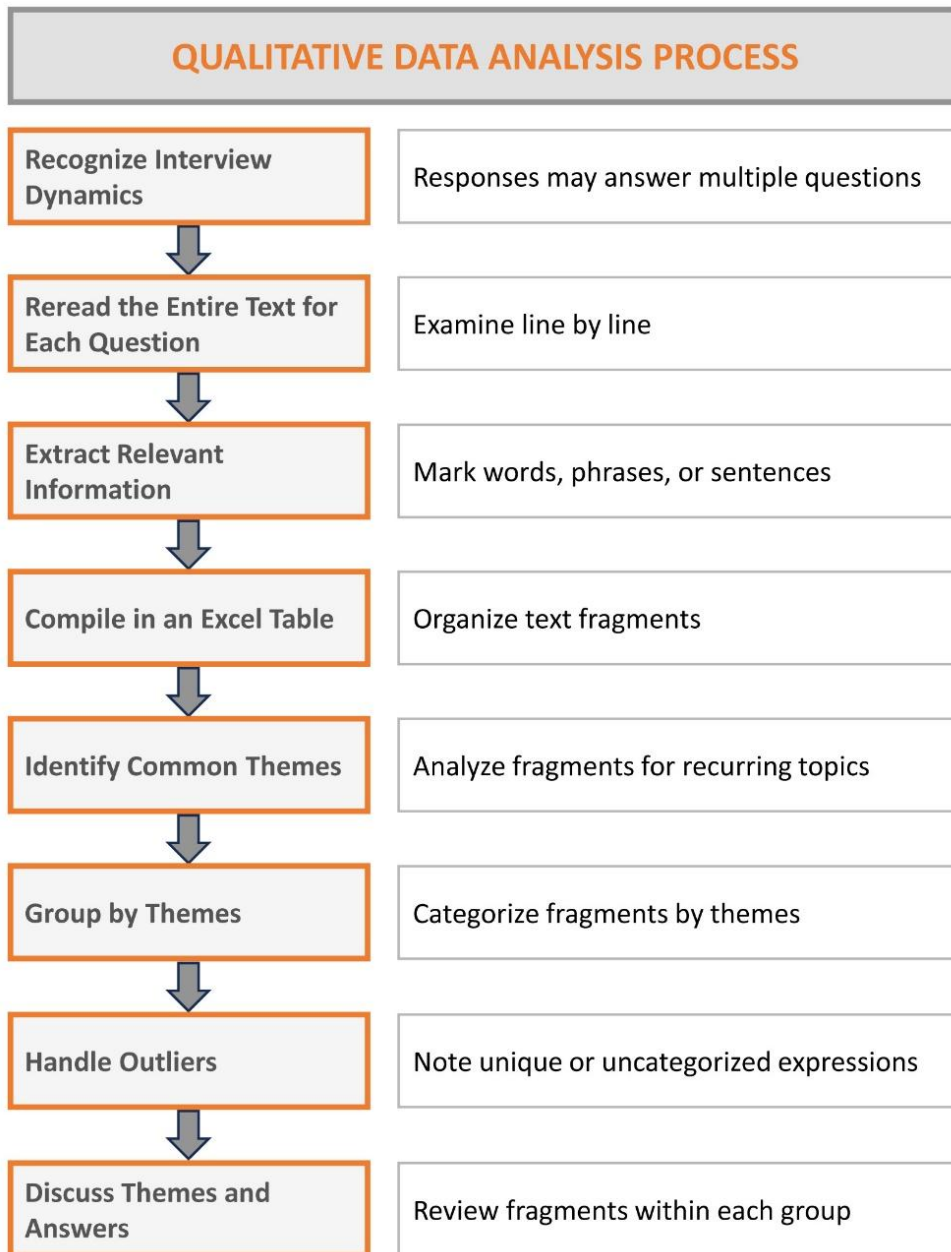 QUALITATIVE DATA ANALYSIS PROCESS
Recognize Interview
Dynamics
Responses may answer multiple questions
Reread the Entire Text for
Each Question
Examine line by line
Extract Relevant
Information
Mark words, phrases, or sentences
Compile in an Excel Table
Organize text fragments
Identify Common Themes
Analyze fragments for recurring topics
Group by Themes
Categorize fragments by themes
Handle Outliers
Note unique or uncategorized expressions
Discuss Themes and
Answers
Review fragments within each group